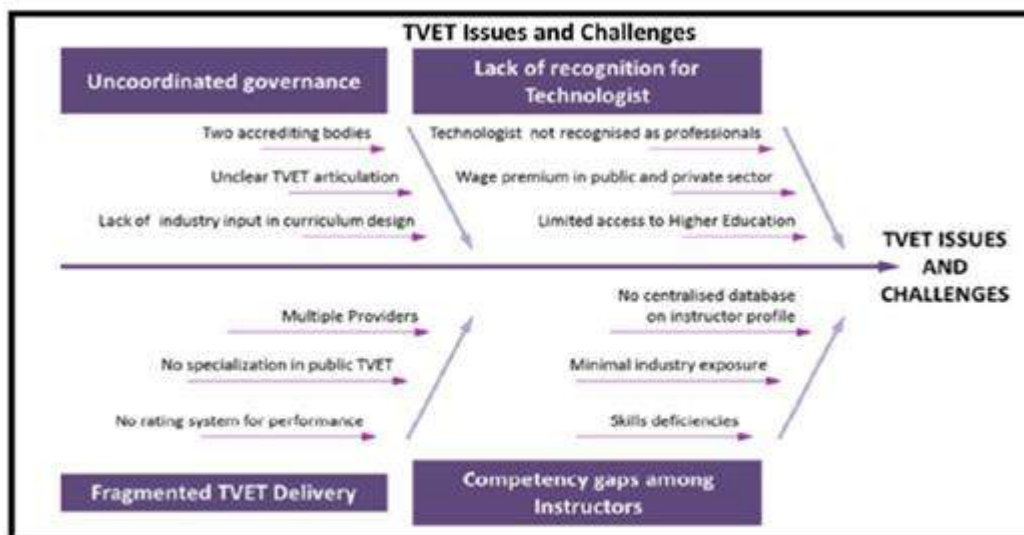 TVET Issues and Challenges
Uncoordinated governance
Lack of recognition for
Technologist
Two accrediting bodies
Unclear TVET articulation
Lack of industry input in curriculum design
Technologist not recognised as professionals
Wage premium in public and private sector
Limited access to Higher Education
TVET ISSUES
AND
CHALLENGES
Multiple Providers
No specialization in public TVET
No rating system for performance
No centralised database
on instructor profile
Minimal industry exposure
Skills deficiencies
Fragmented TVET Delivery
Competency gaps among
Instructors